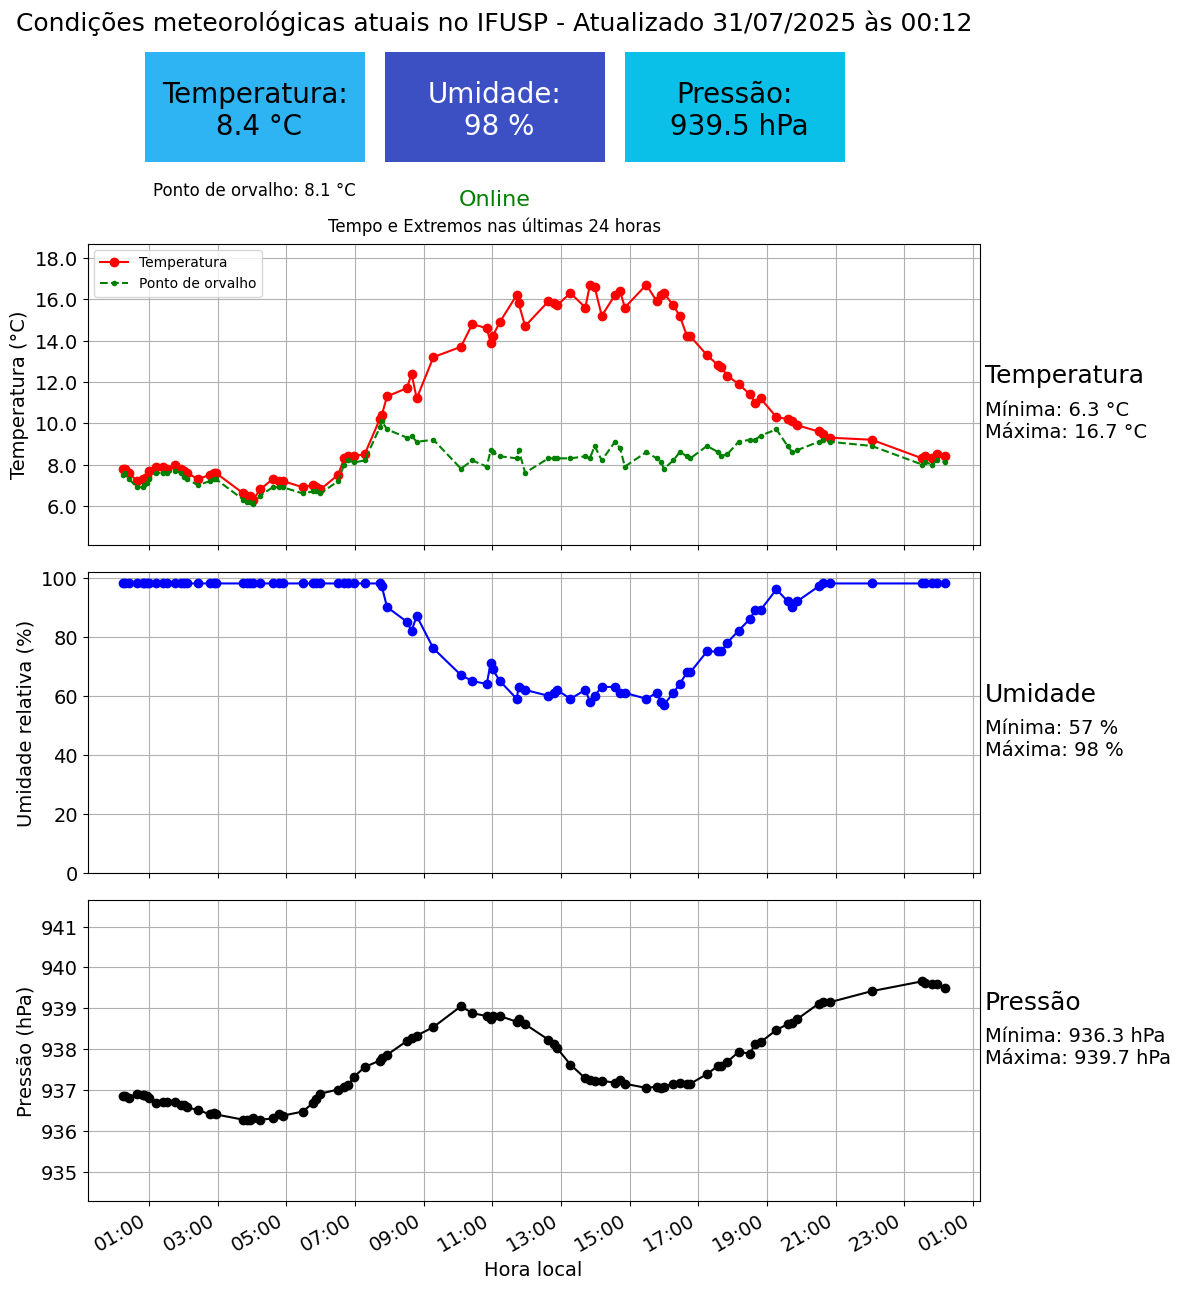 Condições meteorológicas atuais no IFUSP - Atualizado 31/07/2025 às 00:12
Temperatura:
8.4 °C
Umidade:
98 %
Pressão:
939.5 hPa
Ponto de orvalho: 8.1 °C
Online
Tempo e Extremos nas últimas 24 horas
Temperatura
Ponto de orvalho
Temperatura (°C)
18.0
16.0
14.0
12.0
10.0
8.0
6.0
Temperatura
Mínima: 6.3 °C
Máxima: 16.7 °C
Umidade relativa (%)
100
80
60
40
20
0
Umidade
Mínima: 57 %
Máxima: 98 %
Pressão (hPa)
941
940
939
938
937
936
935
Pressão
Mínima: 936.3 hPa
Máxima: 939.7 hPa
01:00
03:00
05:00
07:00
09:00
11:00
13:00
15:00
17:00
19:00
21:00
23:00
01:00
Hora local